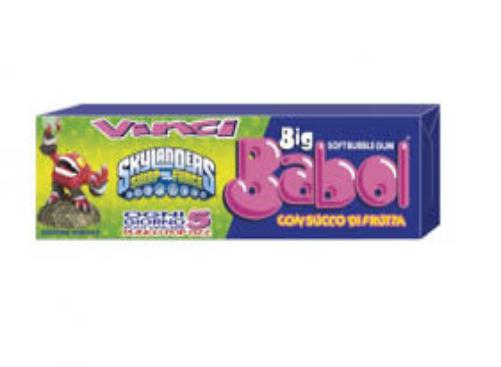 Vinci
SKYLANDERS
SWAP FORCE
OGNI
GIORNO 5
Big
SOFT BUBBLE GUM
Babol
CON SUCCO DI FRUTTA